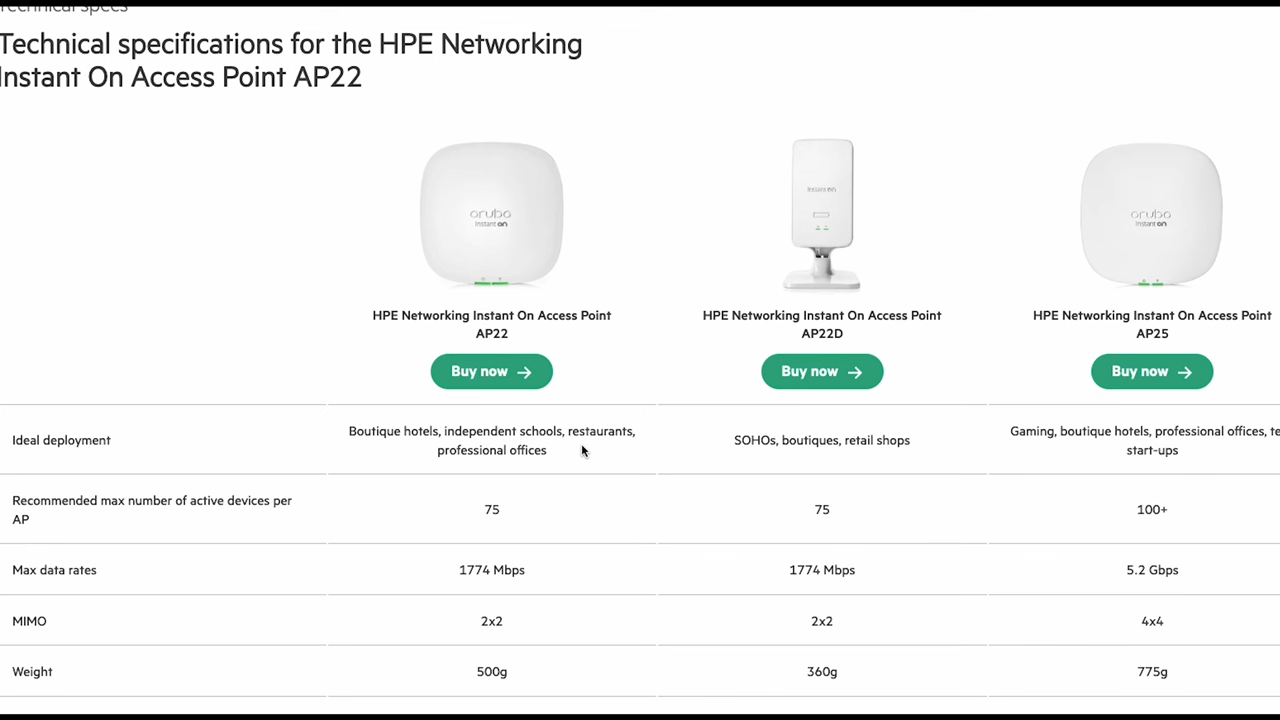 Technical specs
Technical specifications for the HPE Networking
Instant On Access Point AP22
aruba
instant on
instant on
aruba
instant on
HPE Networking Instant On Access Point
AP22
HPE Networking Instant On Access Point
AP22D
HPE Networking Instant On Access Point
AP25
Buy now →
Buy now →
Buy now →
Ideal deployment
Boutique hotels, independent schools, restaurants,
professional offices
SOHOs, boutiques, retail shops
Gaming, boutique hotels, professional offices, te
start-ups
Recommended max number of active devices per
AP
75
75
100+
Max data rates
1774 Mbps
1774 Mbps
5.2 Gbps
MIMO
2x2
2x2
4x4
Weight
500g
360g
775g